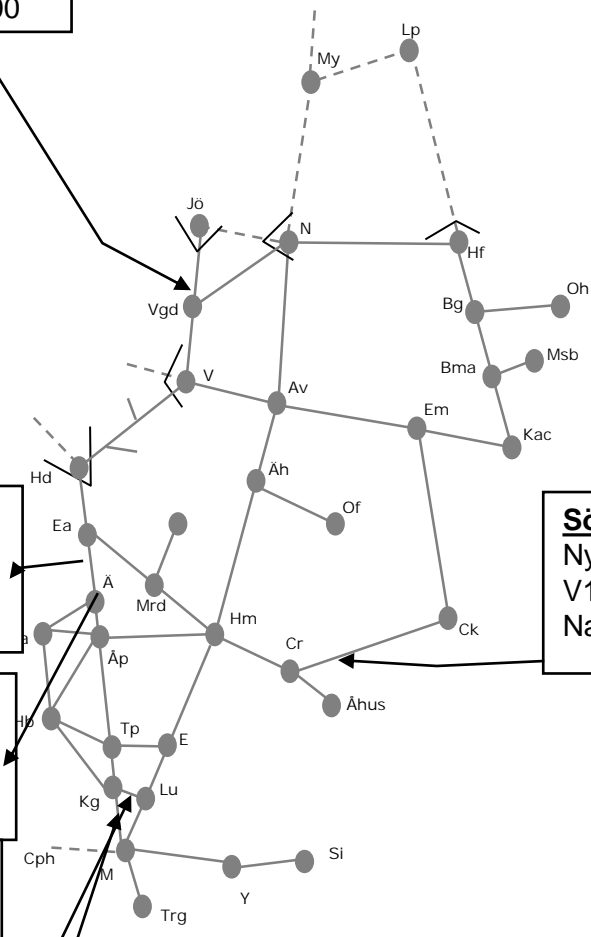 00
Lp
My
Jö
N
Hf
Vgd
Bg
Oh
Bma
Msb
V
Av
Em
Kac
Hd
Äh
Of
Ea
Ä
Mrd
Hm
Ck
a
Åp
Cr
Åhus
Hb
Tp
E
Kg
Lu
Cph
M
Si
Y
Trg
Sö
Ny
V1
Na